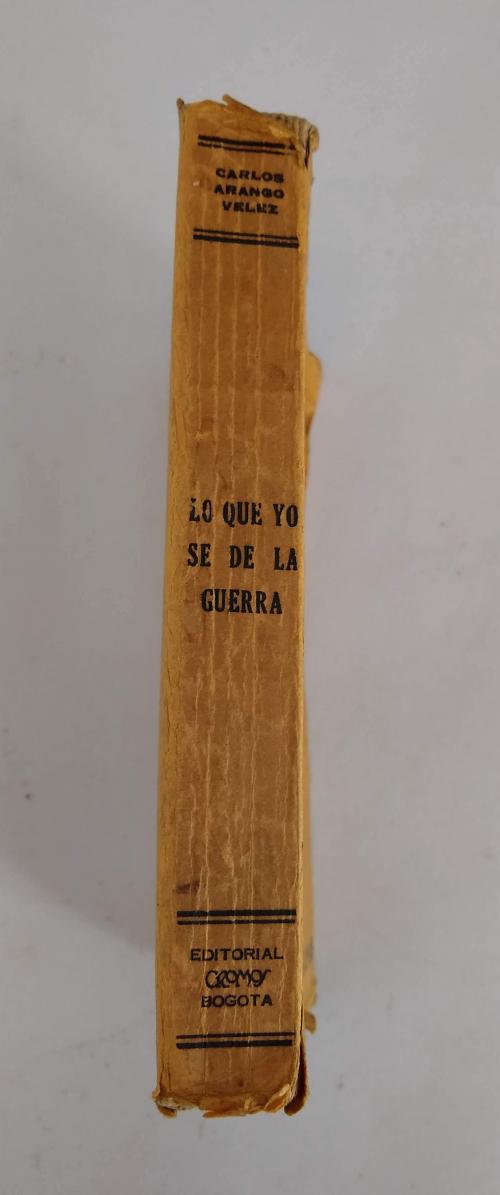 CARLOS
ARANGO
VELEZ
LO QUE YO
SE DE LA
GUERRA
EDITORIAL
CROMOS
BOGOTA